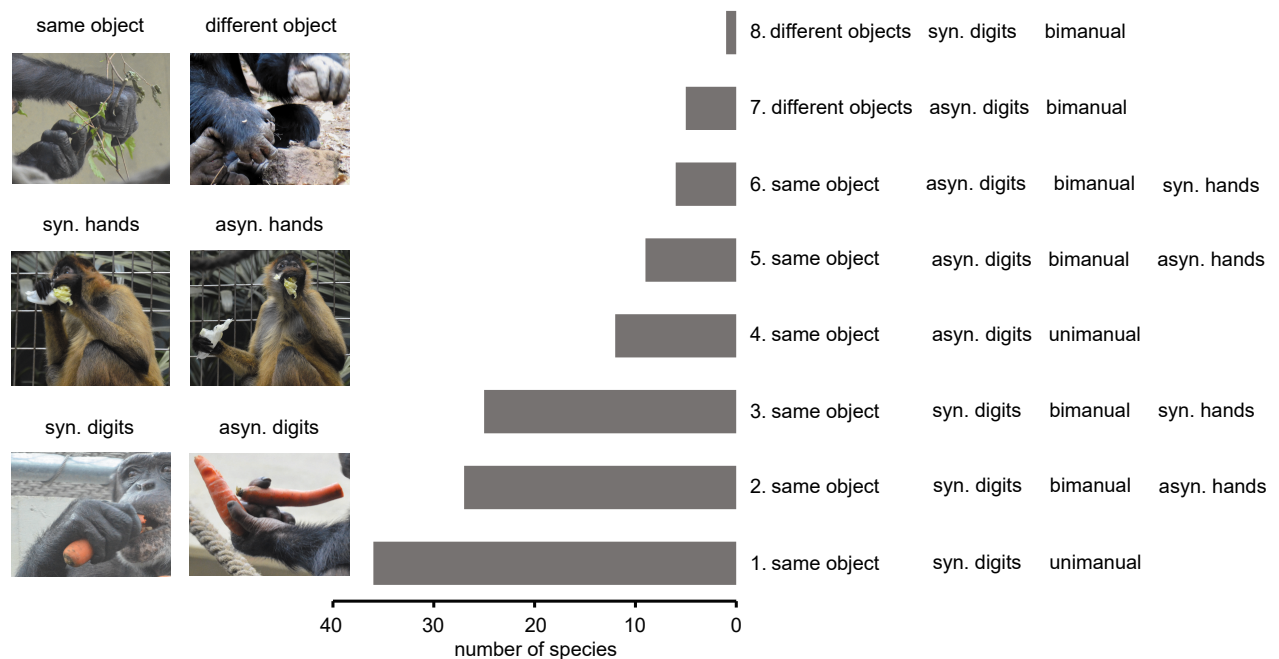 same object different object
syn. hands asyn. hands
syn. digits asyn. digits
8. different objects syn. digits bimanual
7. different objects asyn. digits bimanual
6. same object asyn. digits bimanual syn. hands
5. same object asyn. digits bimanual asyn. hands
4. same object asyn. digits unimanual
3. same object syn. digits bimanual syn. hands
2. same object syn. digits bimanual asyn. hands
1. same object syn. digits unimanual
40 30 20 10 0
number of species